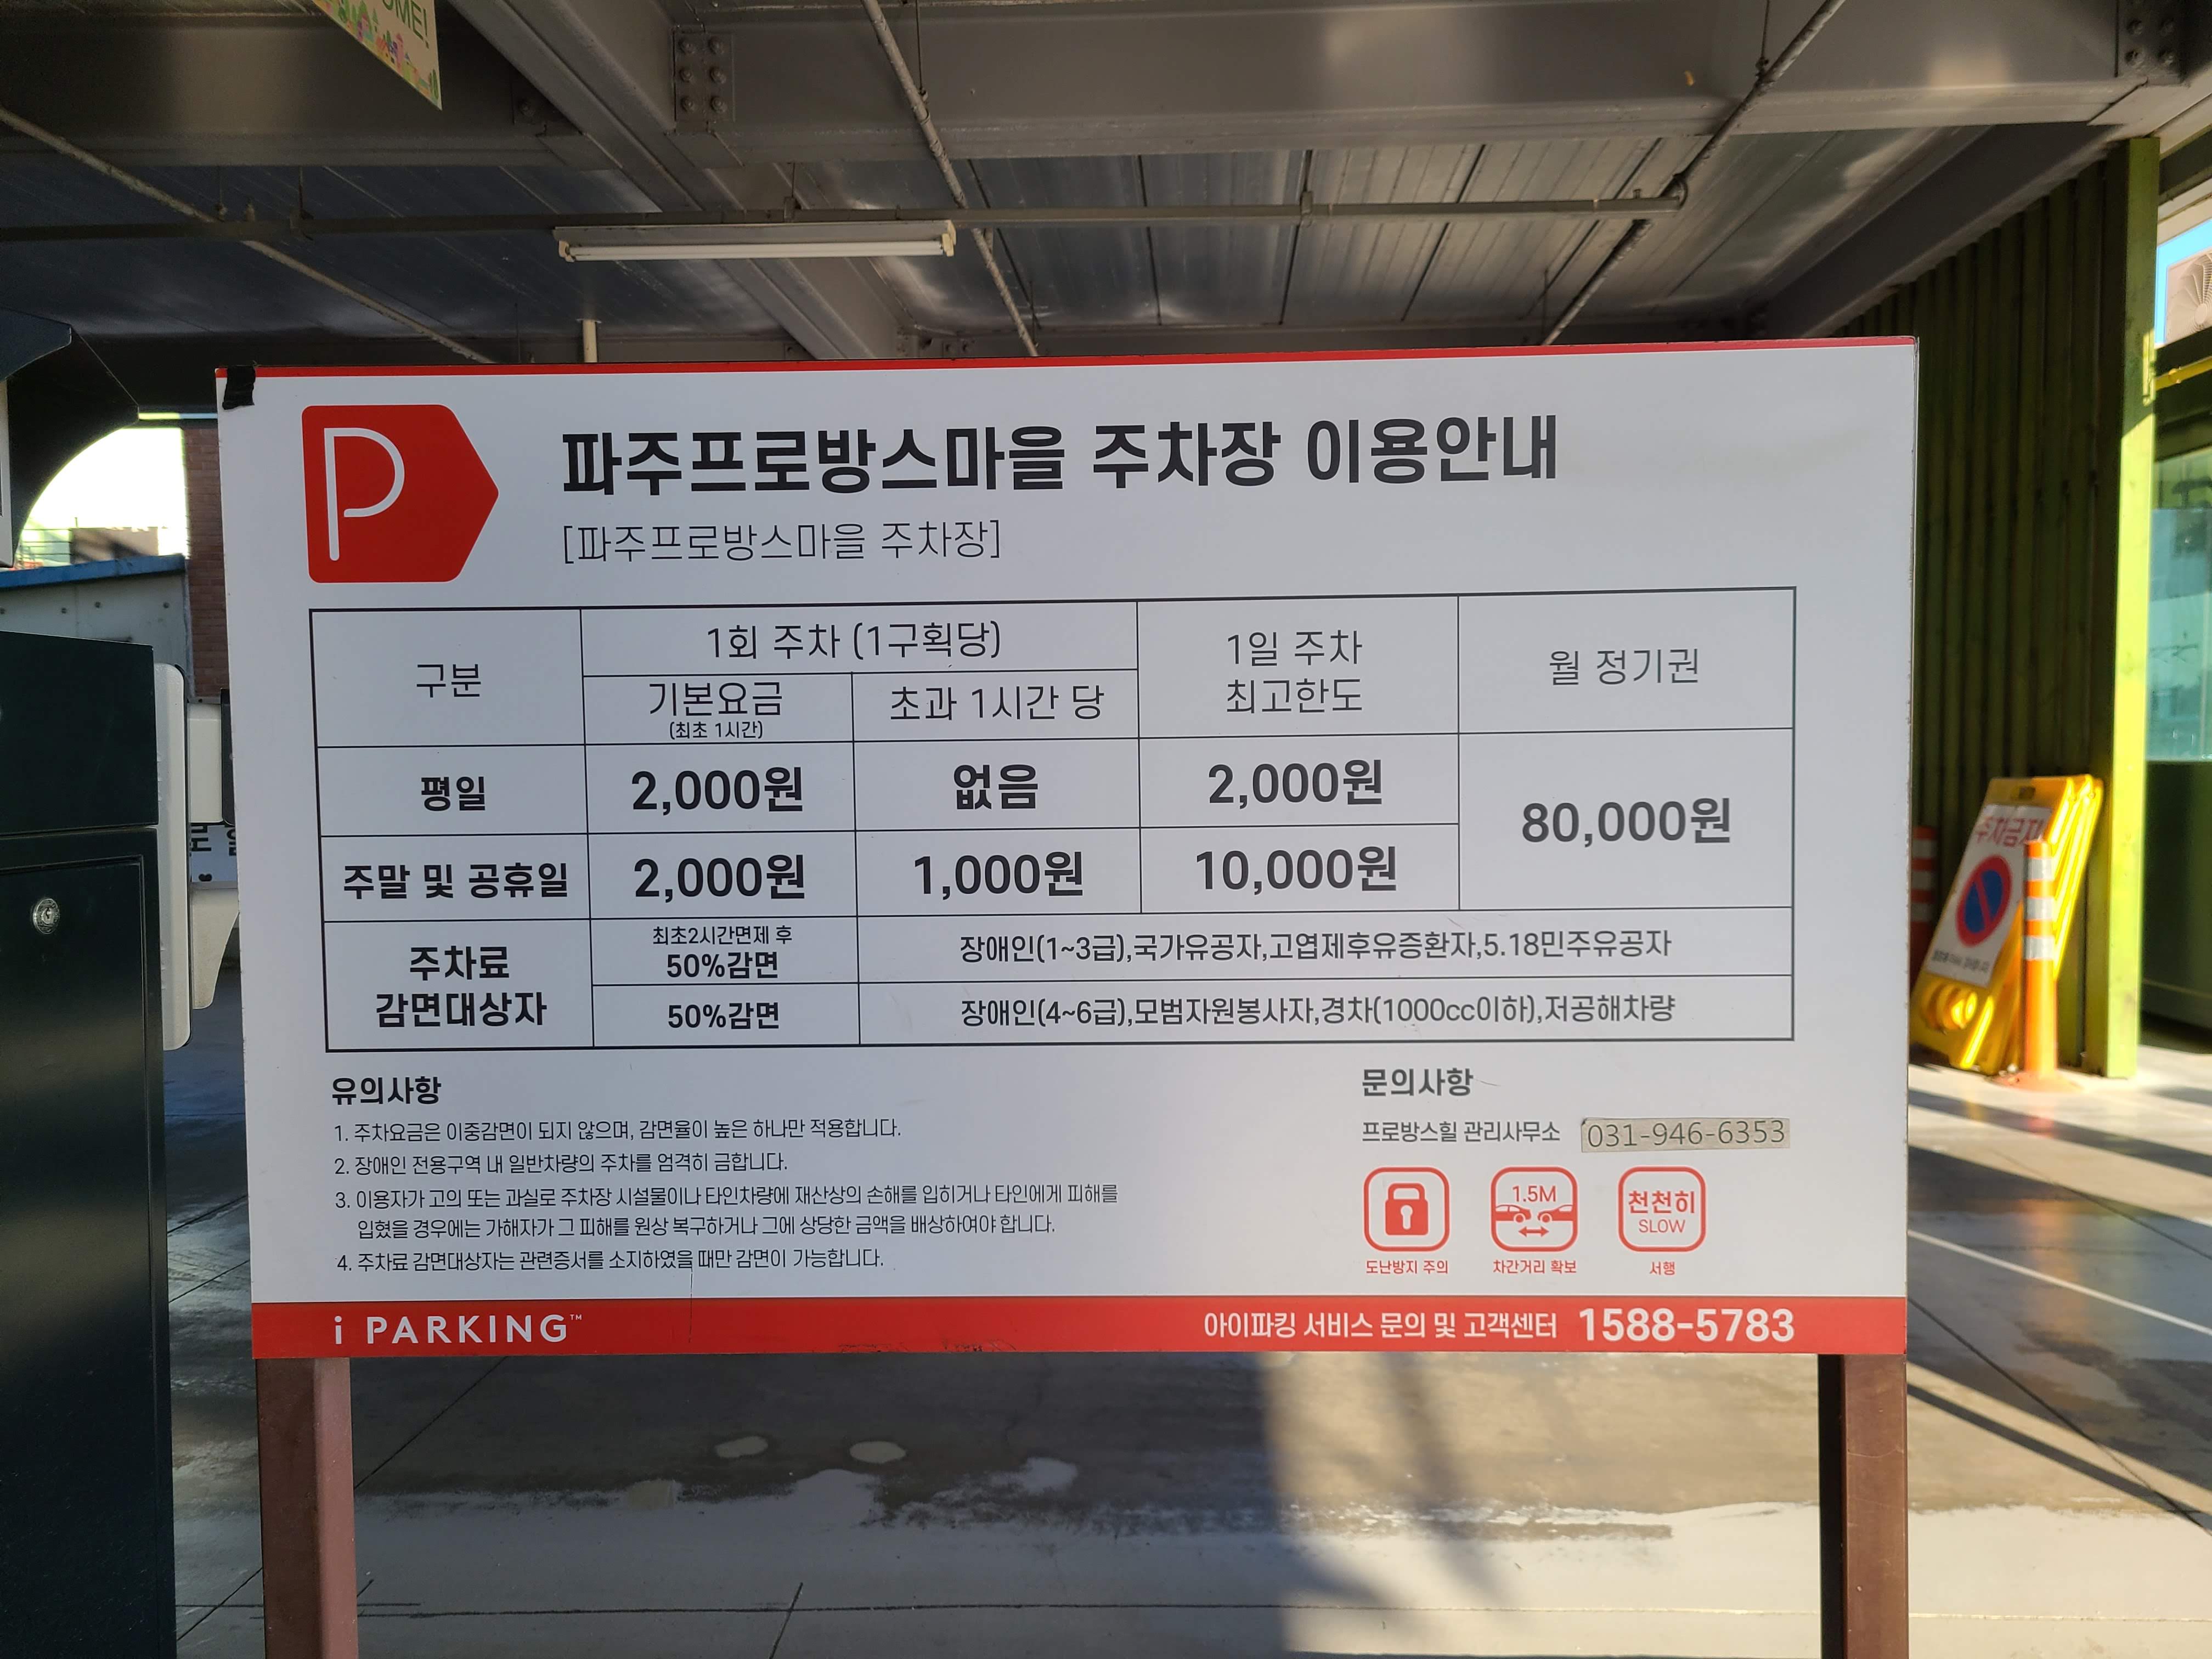 OME!
P
파주프로방스마을 주차장 이용안내
[파주프로방스마을 주차장]
구분
1회 주차 (1구획당)
기본요금
(최초 1시간)
초과 1시간 당
1일 주차
최고한도
월 정기권
평일
2,000원
없음
2,000원
80,000원
주말 및 공휴일
2,000원
1,000원
10,000원
주차료
감면대상자
최초2시간면제 후
50%감면
장애인(1~3급),국가유공자,고엽제후유증환자,5.18민주유공자
50%감면
장애인(4~6급),모범자원봉사자,경차(1000cc이하),저공해차량
유의사항
1. 주차요금은 이중감면이 되지 않으며, 감면율이 높은 하나만 적용합니다.
2. 장애인 전용구역 내 일반차량의 주차를 엄격히 금합니다.
3. 이용자가 고의 또는 과실로 주차장 시설물이나 타인차량에 재산상의 손해를 입히거나 타인에게 피해를
입혔을 경우에는 가해자가 그 피해를 원상 복구하거나 그에 상당한 금액을 배상하여야 합니다.
4. 주차료 감면대상자는 관련증서를 소지하였을 때만 감면이 가능합니다.
문의사항
프로방스힐 관리사무소 031-946-6353
도난방지 주의
1.5M
차간거리 확보
천천히
SLOW
서행
i PARKING™
아이파킹 서비스 문의 및 고객센터 1588-5783
주차금지